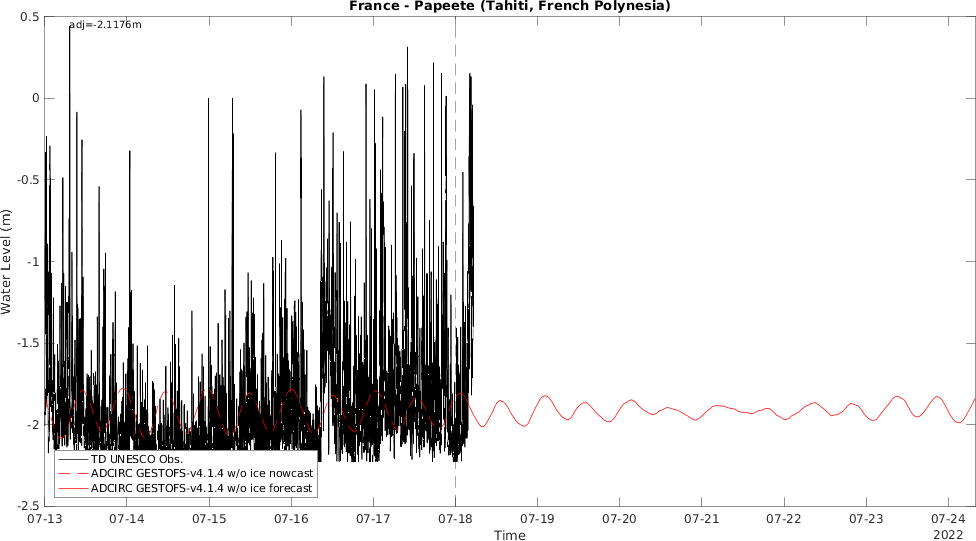 France - Papeete (Tahiti, French Polynesia)
adj=-2.1176m
0.5
0
-0.5
-1
-1.5
-2
-2.5
Water Level (m)
TD UNESCO Obs.
ADCIRC GESTOFS-v4.1.4 w/o ice nowcast
ADCIRC GESTOFS-v4.1.4 w/o ice forecast
07-13 07-14 07-15 07-16 07-17 07-18 07-19 07-20 07-21 07-22 07-23 07-24
Time
2022